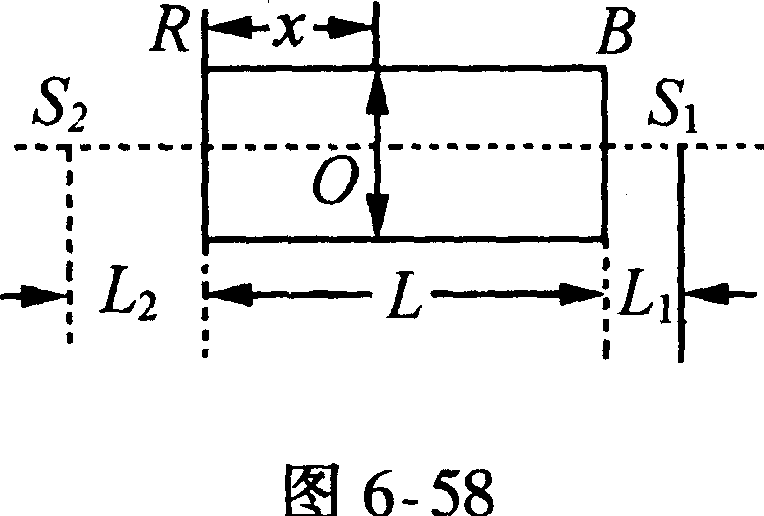 R x B
S₂ S₁
O
L₂ L L₁
图 6-58